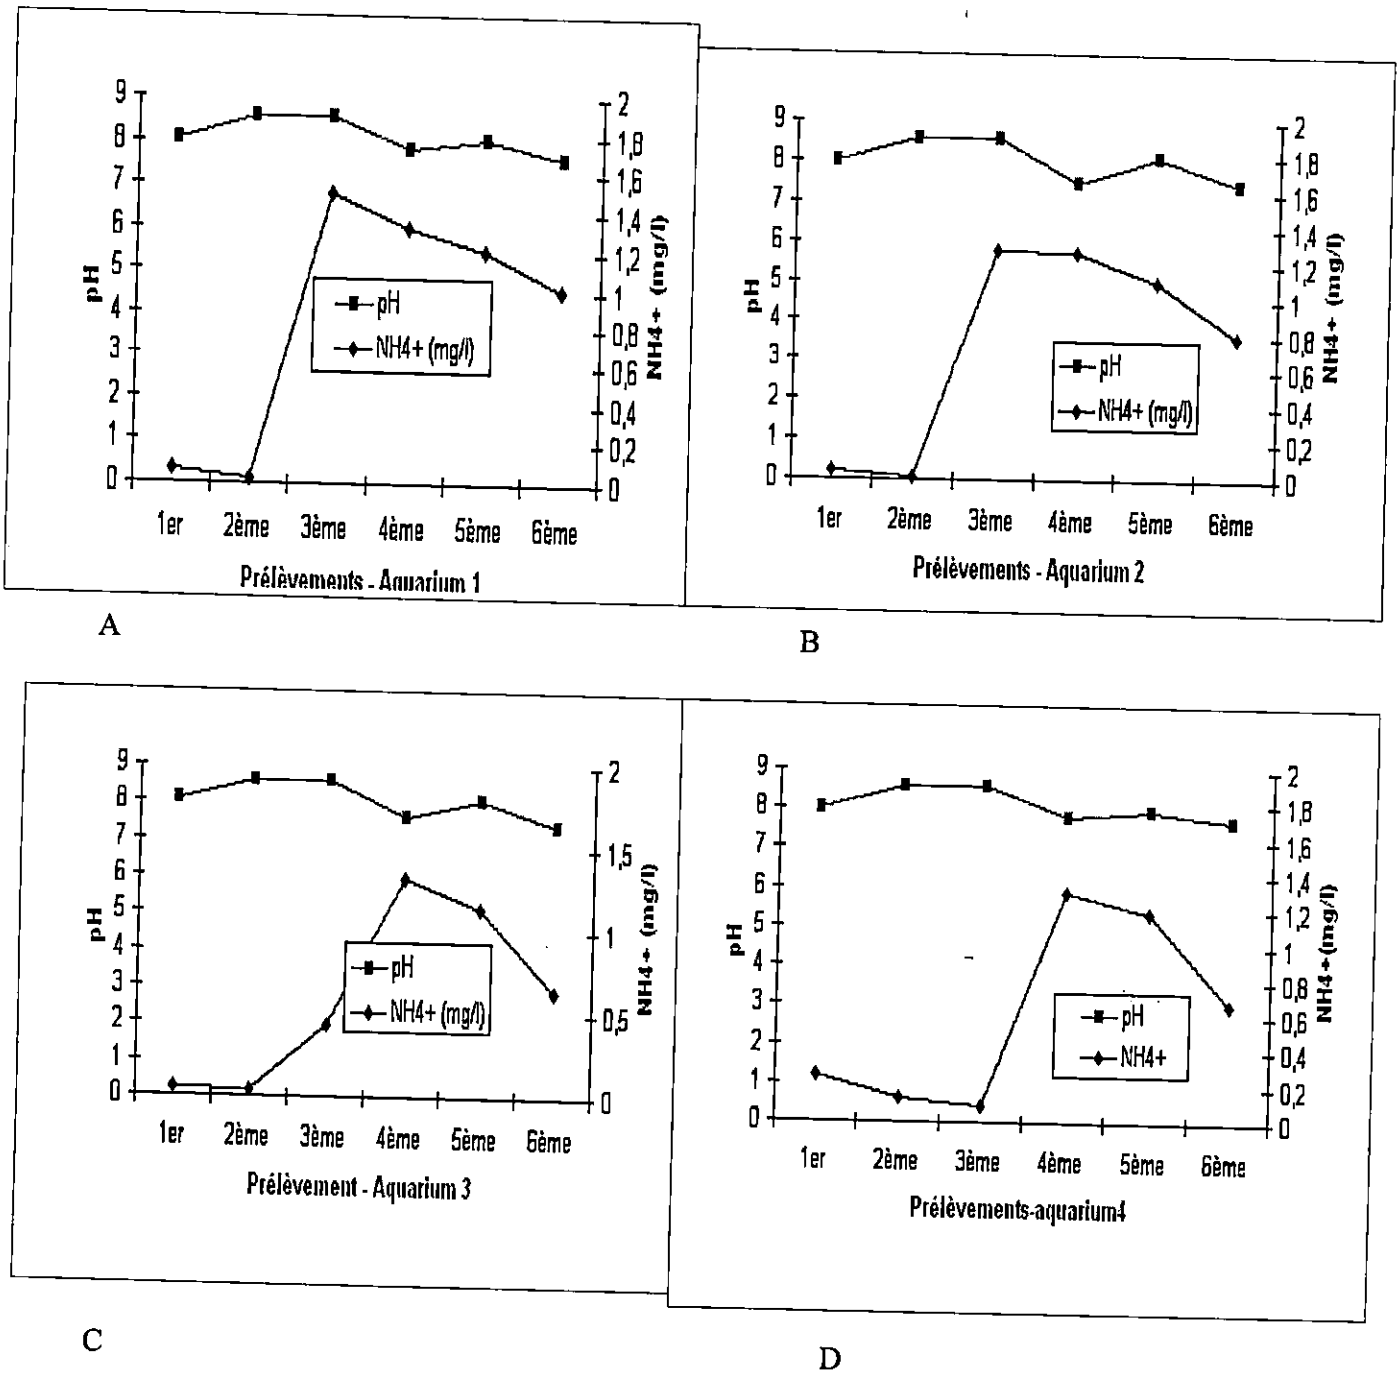 9
8
7
6
5
4
3
2
1
0
pH
2
1,8
1,6
1,4
1,2
1
0,8
0,6
0,4
0,2
0
NH4+ (mg/l)
pH
NH4+ (mg/l)
1er 2ème 3ème 4ème 5ème 6ème
Prélèvements - Aquarium 1
A
9
8
7
6
5
4
3
2
1
0
pH
2
1,8
1,6
1,4
1,2
1
0,8
0,6
0,4
0,2
0
NH4+ (mg/l)
pH
NH4+ (mg/l)
1er 2ème 3ème 4ème 5ème 6ème
Prélèvements - Aquarium 2
B
9
8
7
6
5
4
3
2
1
0
pH
2
1,5
1
0,5
0
NH4+ (mg/l)
pH
NH4+ (mg/l)
1er 2ème 3ème 4ème 5ème 6ème
Prélèvement - Aquarium 3
C
9
8
7
6
5
4
3
2
1
0
pH
2
1,8
1,6
1,4
1,2
1
0,8
0,6
0,4
0,2
0
NH4+(mg/l)
pH
NH4+
1er 2ème 3ème 4ème 5ème 6ème
Prélèvements-aquarium4
D